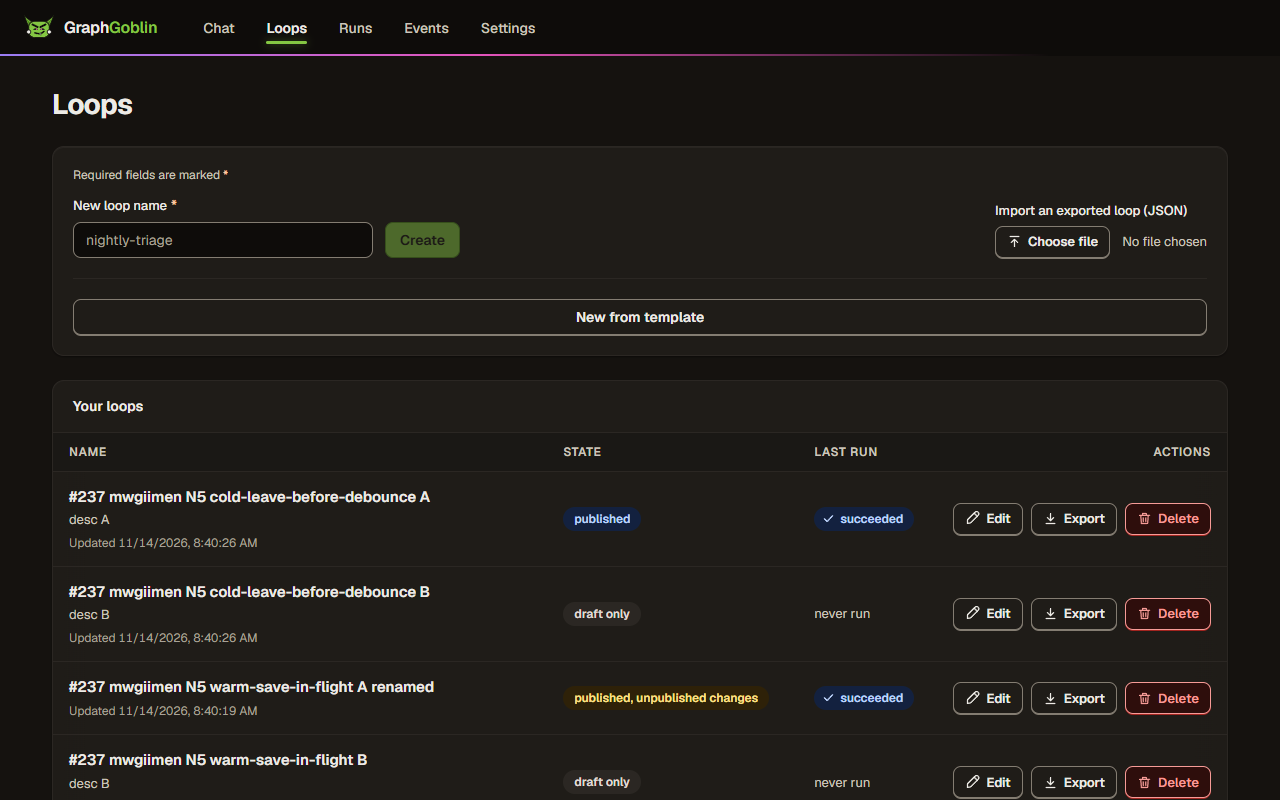 GraphGoblin Chat Loops Runs Events Settings
Loops
Required fields are marked *
New loop name *
nightly-triage Create
Import an exported loop (JSON)
Choose file No file chosen
New from template
Your loops
NAME STATE LAST RUN ACTIONS
#237 mwgiimen N5 cold-leave-before-debounce A
desc A
Updated 11/14/2026, 8:40:26 AM
published succeeded Edit Export Delete
#237 mwgiimen N5 cold-leave-before-debounce B
desc B
Updated 11/14/2026, 8:40:26 AM
draft only never run Edit Export Delete
#237 mwgiimen N5 warm-save-in-flight A renamed
Updated 11/14/2026, 8:40:19 AM
published, unpublished changes succeeded Edit Export Delete
#237 mwgiimen N5 warm-save-in-flight B
desc B
draft only never run Edit Export Delete